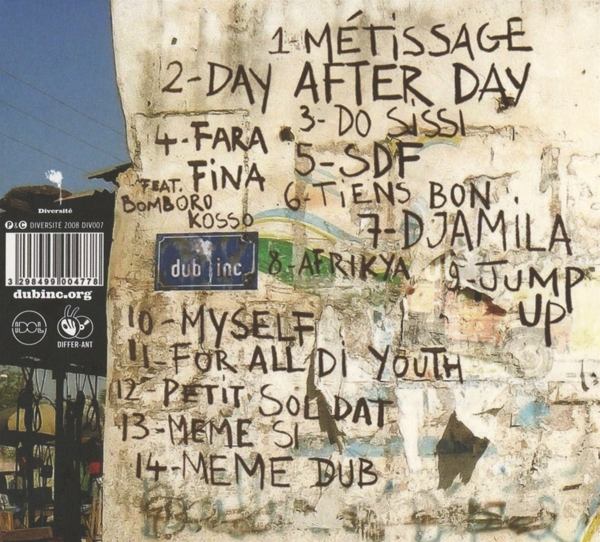 1-MÉTiSSAGE
2-DAY AFTER DAY
3-DO SiSSi
4-FARA
FiNA
FEAT.
BOMBORO
KOSSO
5-SDF
6-TiENS BON
7-DJAMiLA
8-AFRiKYA
9-JUMP
UP
dub inc
10-MYSELF
11-FOR ALL Di YOUTH
12-PETiT SOLDAT
13-MEME Si
14-MEME DUB
Diversité
P&C DIVERSITÉ 2008 DIV007
3 298499 004778
dubinc.org
DIFFER-ANT